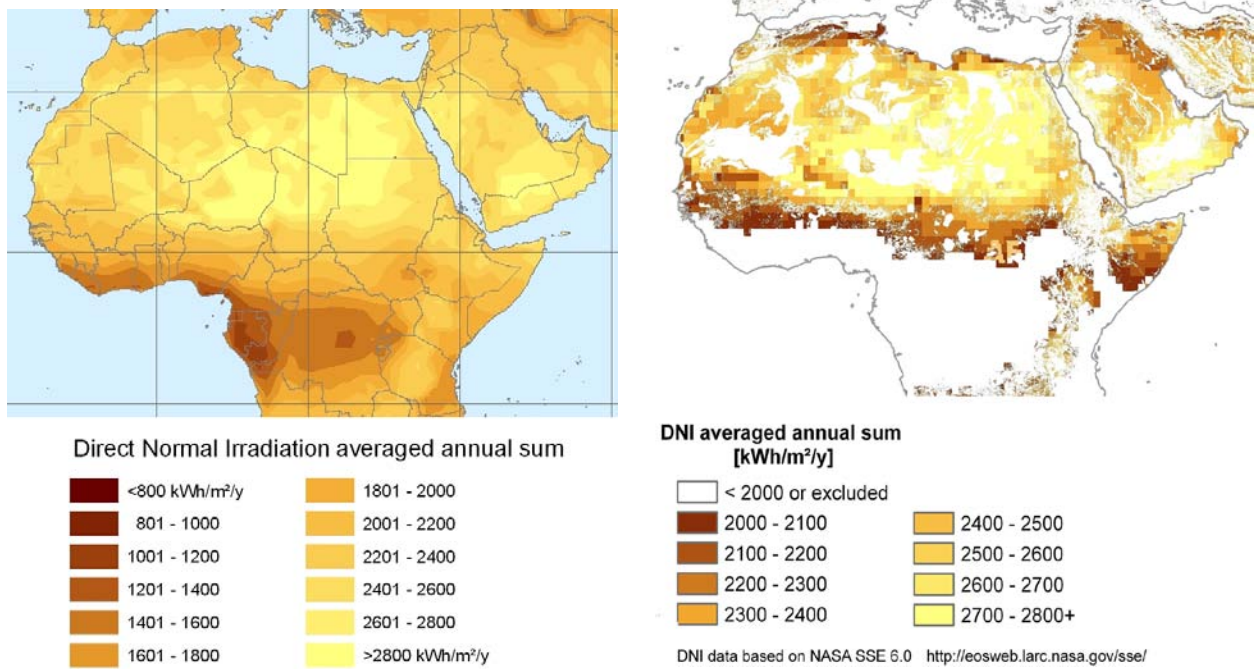 AF
Direct Normal Irradiation averaged annual sum
<800 kWh/m²/y
801 - 1000
1001 - 1200
1201 - 1400
1401 - 1600
1601 - 1800
1801 - 2000
2001 - 2200
2201 - 2400
2401 - 2600
2601 - 2800
>2800 kWh/m²/y
DNI averaged annual sum
[kWh/m²/y]
< 2000 or excluded
2000 - 2100
2100 - 2200
2200 - 2300
2300 - 2400
2400 - 2500
2500 - 2600
2600 - 2700
2700 - 2800+
DNI data based on NASA SSE 6.0 http://eosweb.larc.nasa.gov/sse/